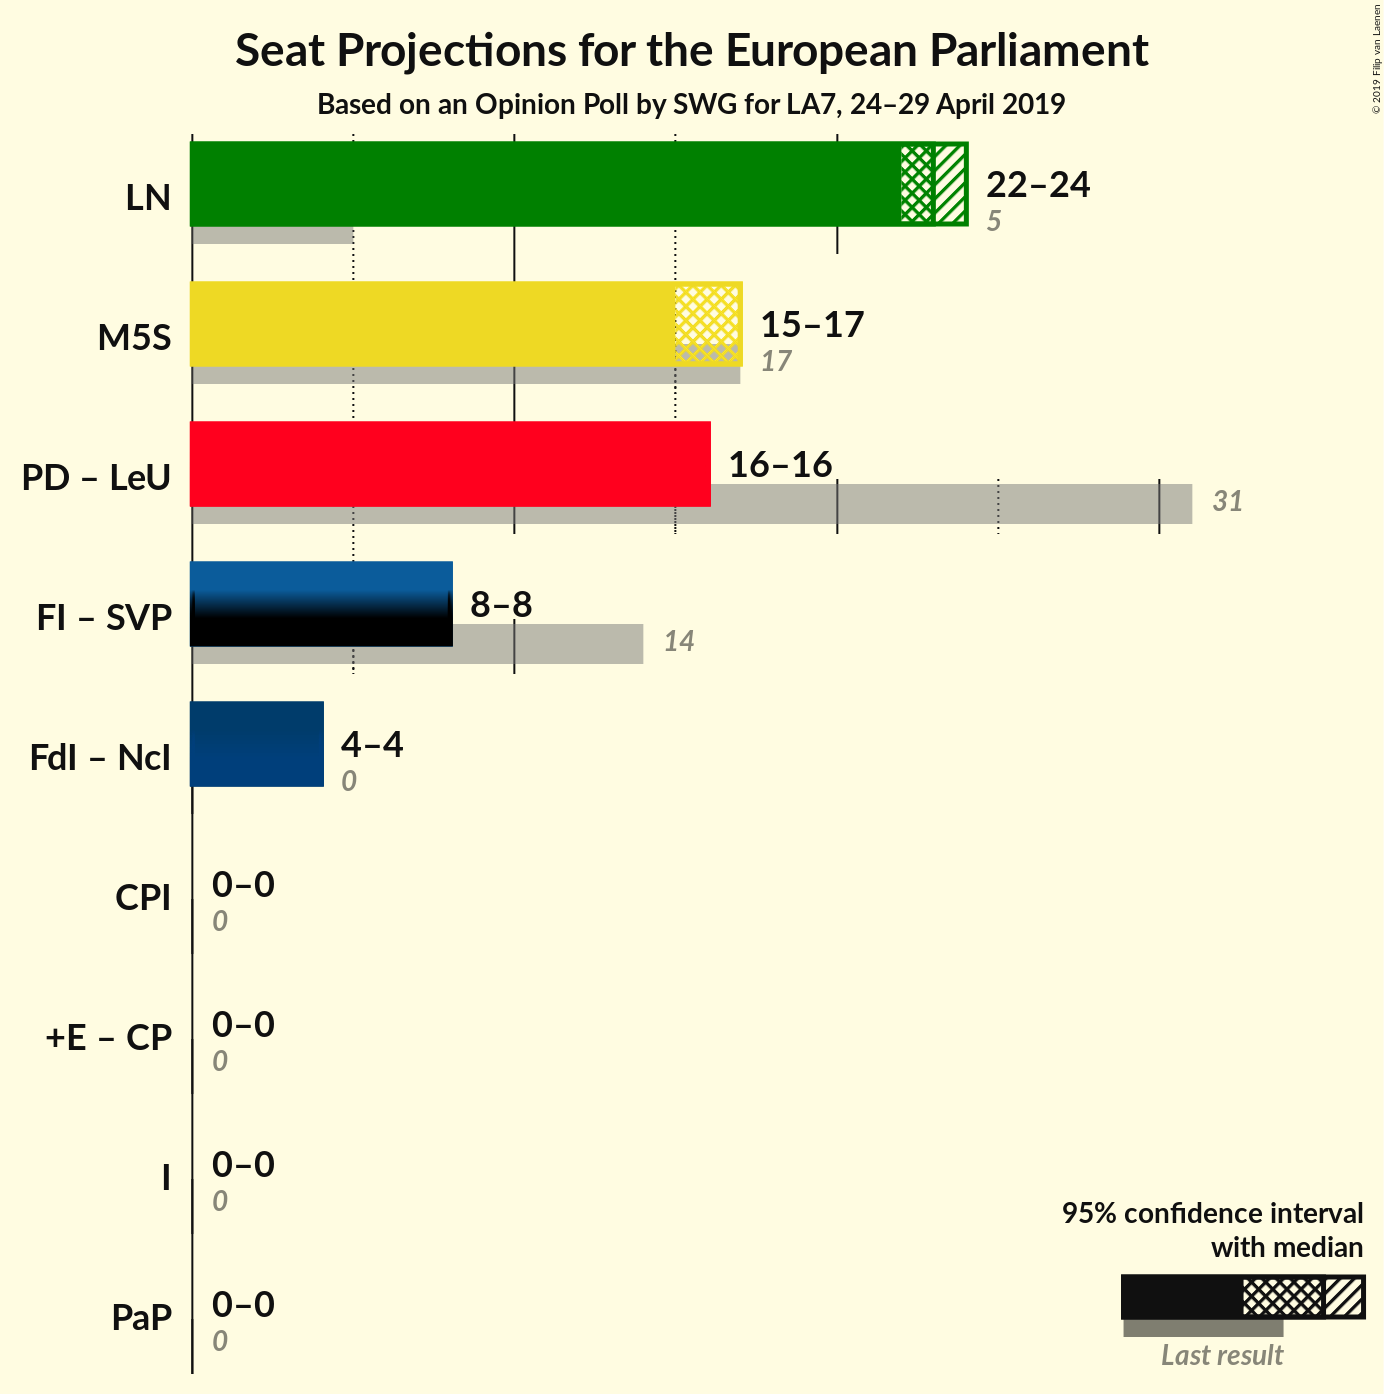 Seat Projections for the European Parliament
Based on an Opinion Poll by SWG for LA7, 24–29 April 2019
© 2019 Filip van Laenen
LN
22–24
5
M5S
15–17
17
PD – LeU
16–16
31
FI – SVP
8–8
14
FdI – NcI
4–4
0
CPI
0–0
0
+E – CP
0–0
0
I
0–0
0
PaP
0–0
0
95% confidence interval
with median
Last result